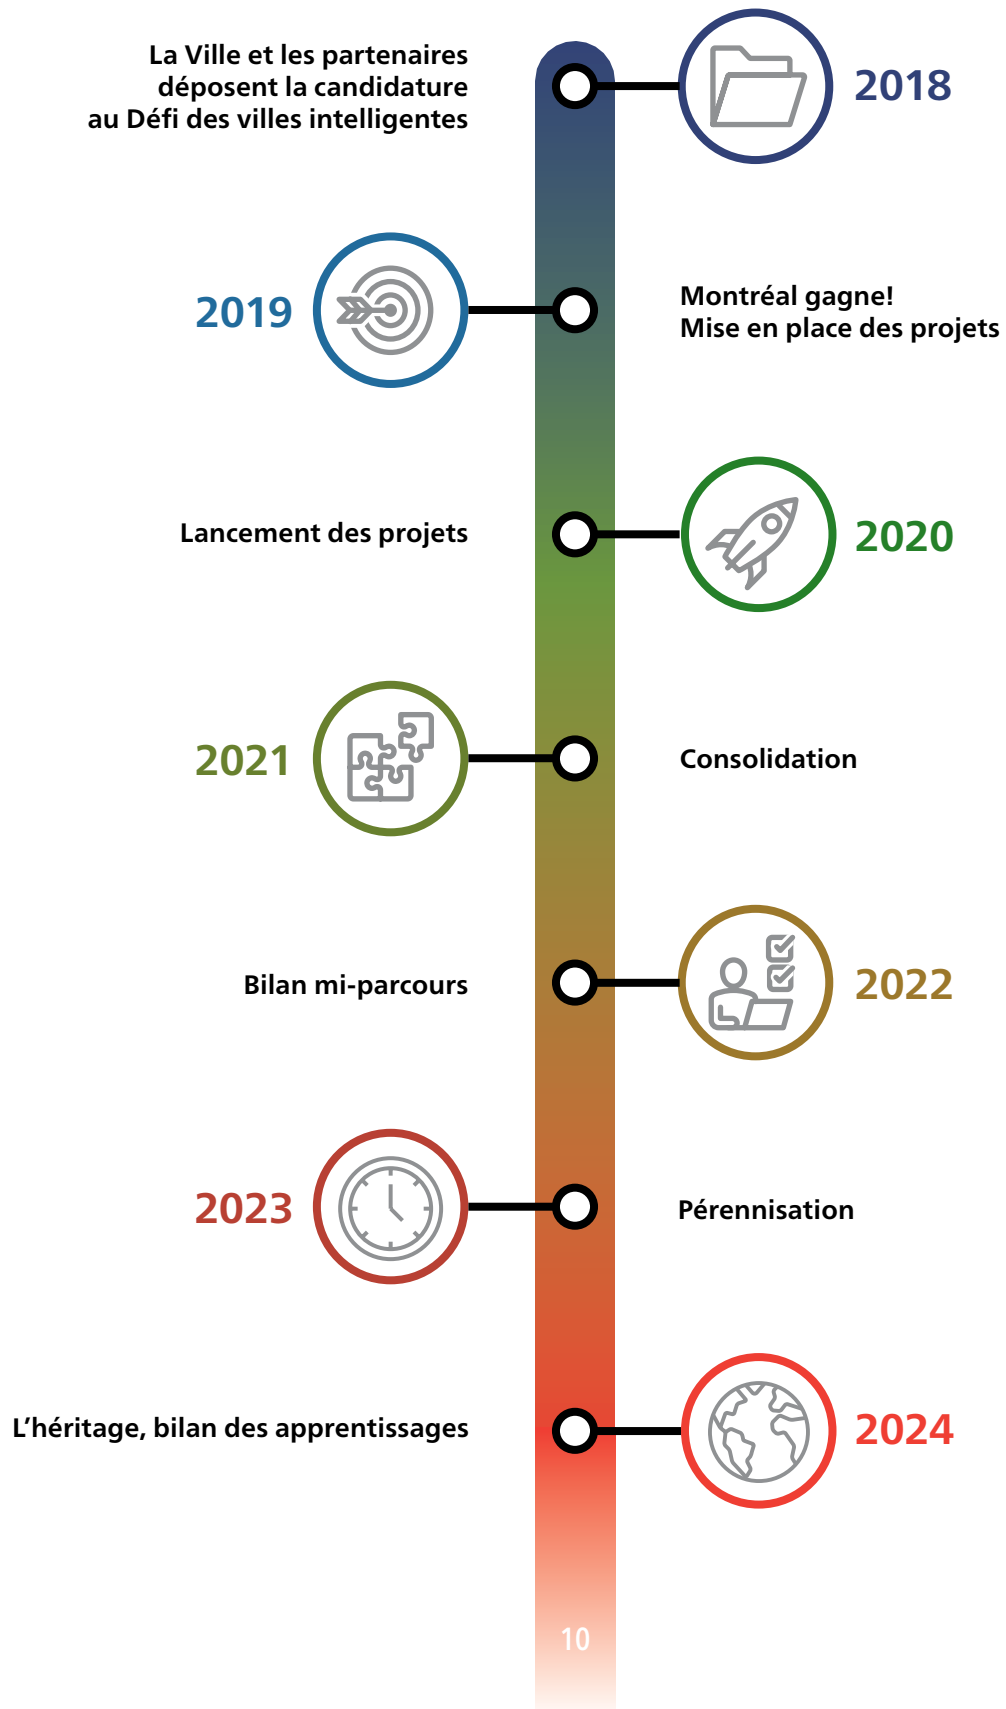 La Ville et les partenaires
déposent la candidature
au Défi des villes intelligentes
2018
2019
Montréal gagne!
Mise en place des projets
Lancement des projets
2020
2021
Consolidation
Bilan mi-parcours
2022
2023
Pérennisation
L’héritage, bilan des apprentissages
2024
10